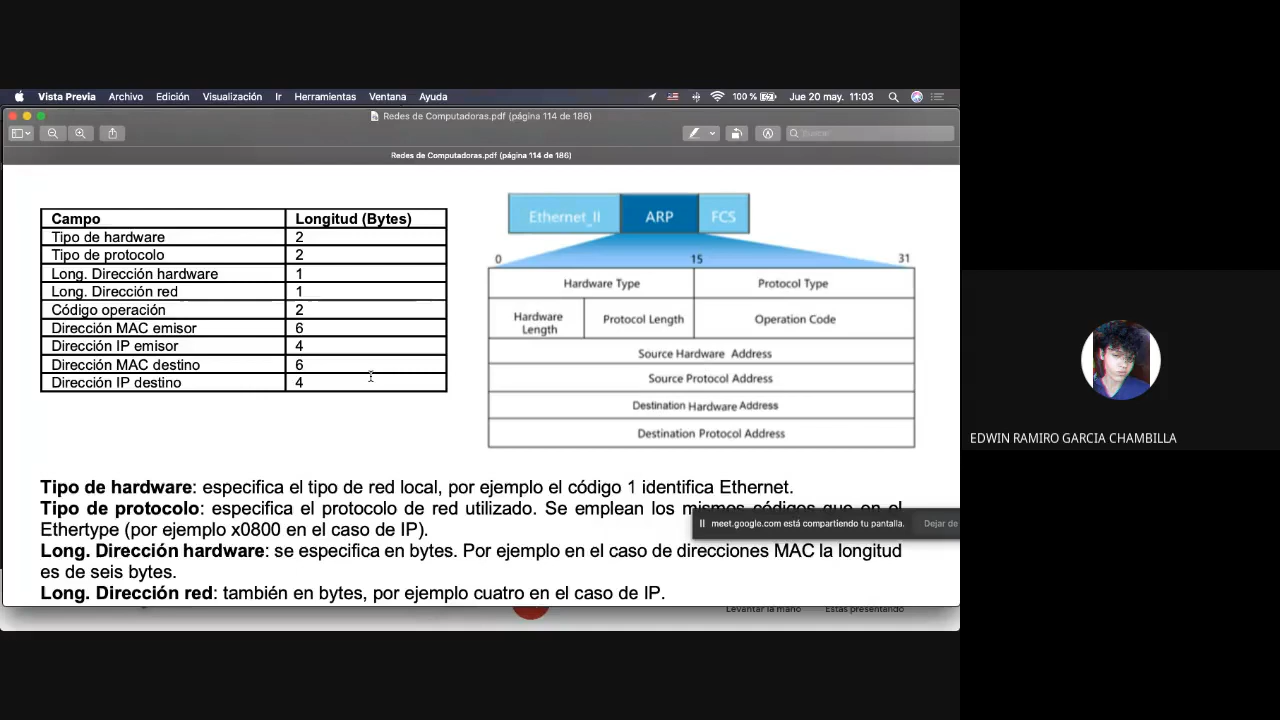 Vista Previa Archivo Edición Visualización Ir Herramientas Ventana Ayuda 100 % Jue 20 may. 11:03
Redes de Computadoras.pdf (página 114 de 186)
Buscar
Redes de Computadoras.pdf (página 114 de 186)
Campo Longitud (Bytes)
Tipo de hardware 2
Tipo de protocolo 2
Long. Dirección hardware 1
Long. Dirección red 1
Código operación 2
Dirección MAC emisor 6
Dirección IP emisor 4
Dirección MAC destino 6
Dirección IP destino 4
Ethernet_II ARP FCS
0 15 31
Hardware Type Protocol Type
Hardware Length Protocol Length Operation Code
Source Hardware Address
Source Protocol Address
Destination Hardware Address
Destination Protocol Address
Tipo de hardware: especifica el tipo de red local, por ejemplo el código 1 identifica Ethernet.
Tipo de protocolo: especifica el protocolo de red utilizado. Se emplean los mismos códigos que en el
Ethertype (por ejemplo x0800 en el caso de IP).
Long. Dirección hardware: se especifica en bytes. Por ejemplo en el caso de direcciones MAC la longitud
es de seis bytes.
Long. Dirección red: también en bytes, por ejemplo cuatro en el caso de IP.
meet.google.com está compartiendo tu pantalla. Dejar de
Levantar la mano Estás presentando
EDWIN RAMIRO GARCIA CHAMBILLA